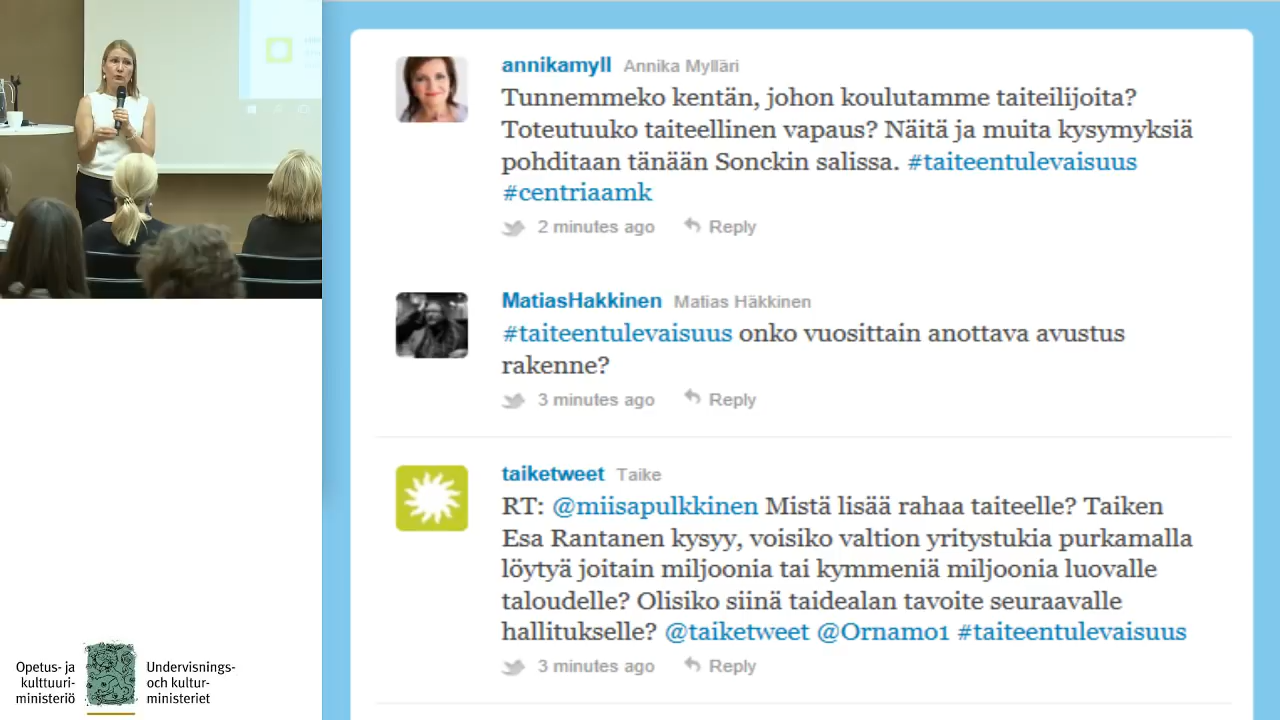 annikamyll Annika Mylläri
Tunnemmeko kentän, johon koulutamme taiteilijoita?
Toteutuuko taiteellinen vapaus? Näitä ja muita kysymyksiä
pohditaan tänään Sonckin salissa. #taiteentulevaisuus
#centriaamk
2 minutes ago Reply
MatiasHakkinen Matias Häkkinen
#taiteentulevaisuus onko vuosittain anottava avustus
rakenne?
3 minutes ago Reply
taiketweet Taike
RT: @miisapulkkinen Mistä lisää rahaa taiteelle? Taiken
Esa Rantanen kysyy, voisiko valtion yritystukia purkamalla
löytyä joitain miljoonia tai kymmeniä miljoonia luovalle
taloudelle? Olisiko siinä taidealan tavoite seuraavalle
hallitukselle? @taiketweet @Ornamo1 #taiteentulevaisuus
3 minutes ago Reply
Opetus- ja
kulttuuri-
ministeriö
Undervisnings-
och kultur-
ministeriet